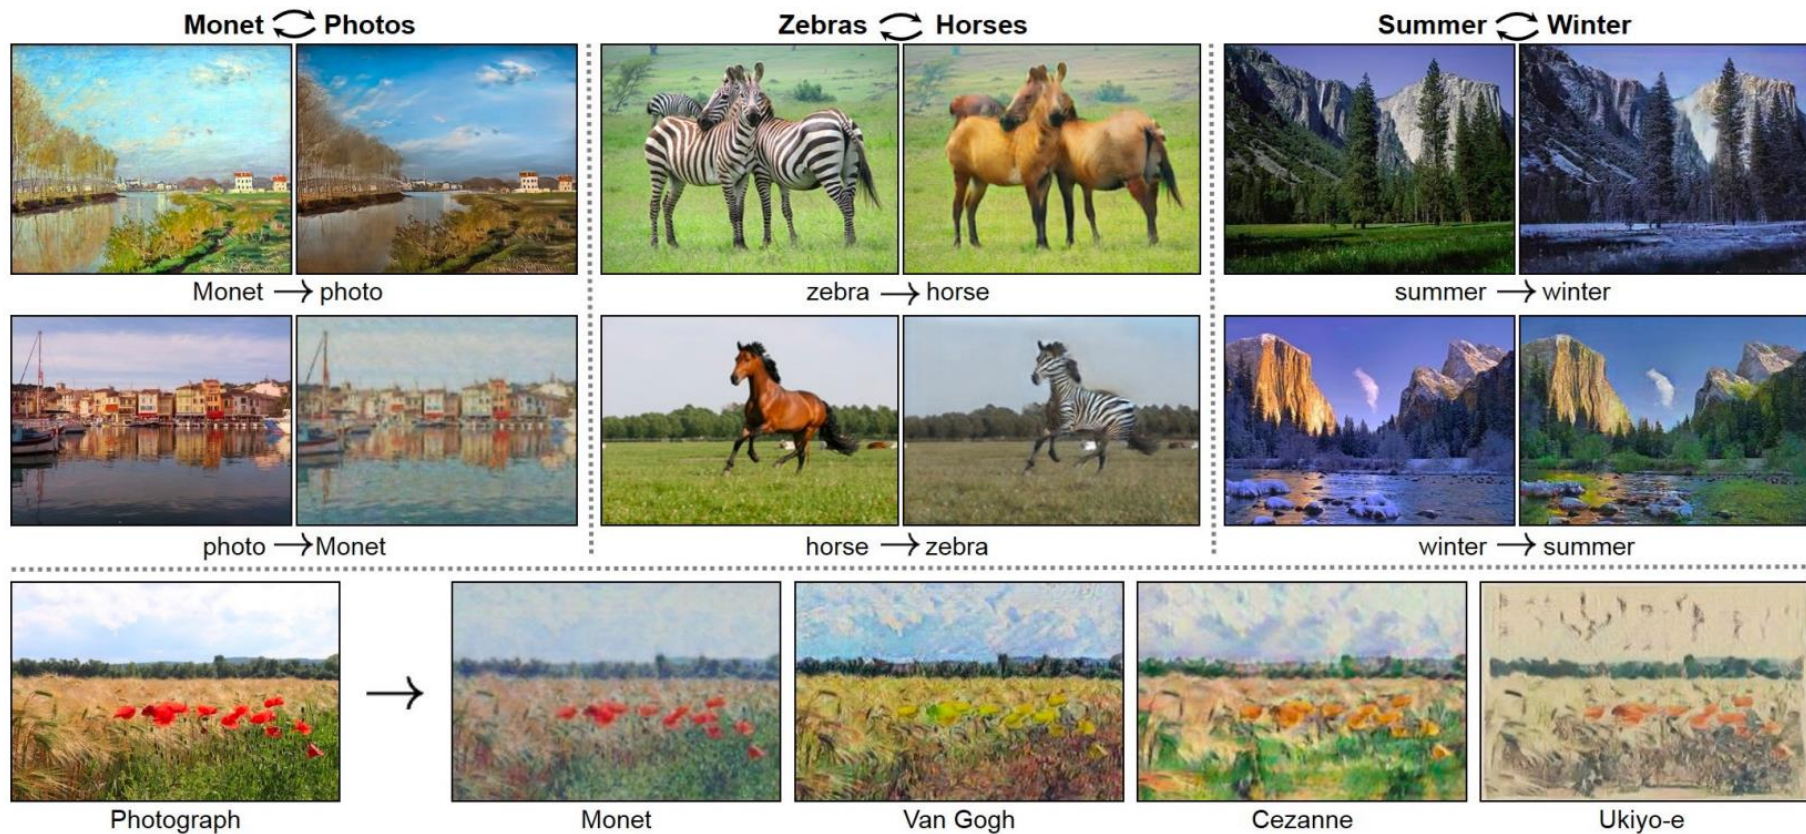 Monet ⇄ Photos
Zebras ⇄ Horses
Summer ⇄ Winter
Monet → photo
zebra → horse
summer → winter
photo → Monet
horse → zebra
winter → summer
Photograph
Monet
Van Gogh
Cezanne
Ukiyo-e